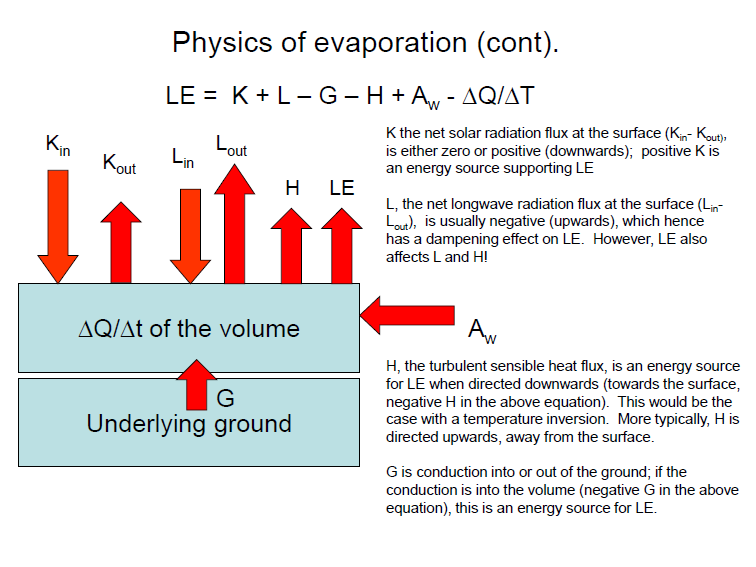 Physics of evaporation (cont).
LE = K + L – G – H + Aw - ∆Q/∆T
Kin
Kout
Lin
Lout
H
LE
K the net solar radiation flux at the surface (Kin- Kout),
is either zero or positive (downwards); positive K is
an energy source supporting LE
L, the net longwave radiation flux at the surface (Lin-
Lout), is usually negative (upwards), which hence
has a dampening effect on LE. However, LE also
affects L and H!
∆Q/∆t of the volume
Aw
G
Underlying ground
H, the turbulent sensible heat flux, is an energy source
for LE when directed downwards (towards the surface,
negative H in the above equation). This would be the
case with a temperature inversion. More typically, H is
directed upwards, away from the surface.
G is conduction into or out of the ground; if the
conduction is into the volume (negative G in the above
equation), this is an energy source for LE.